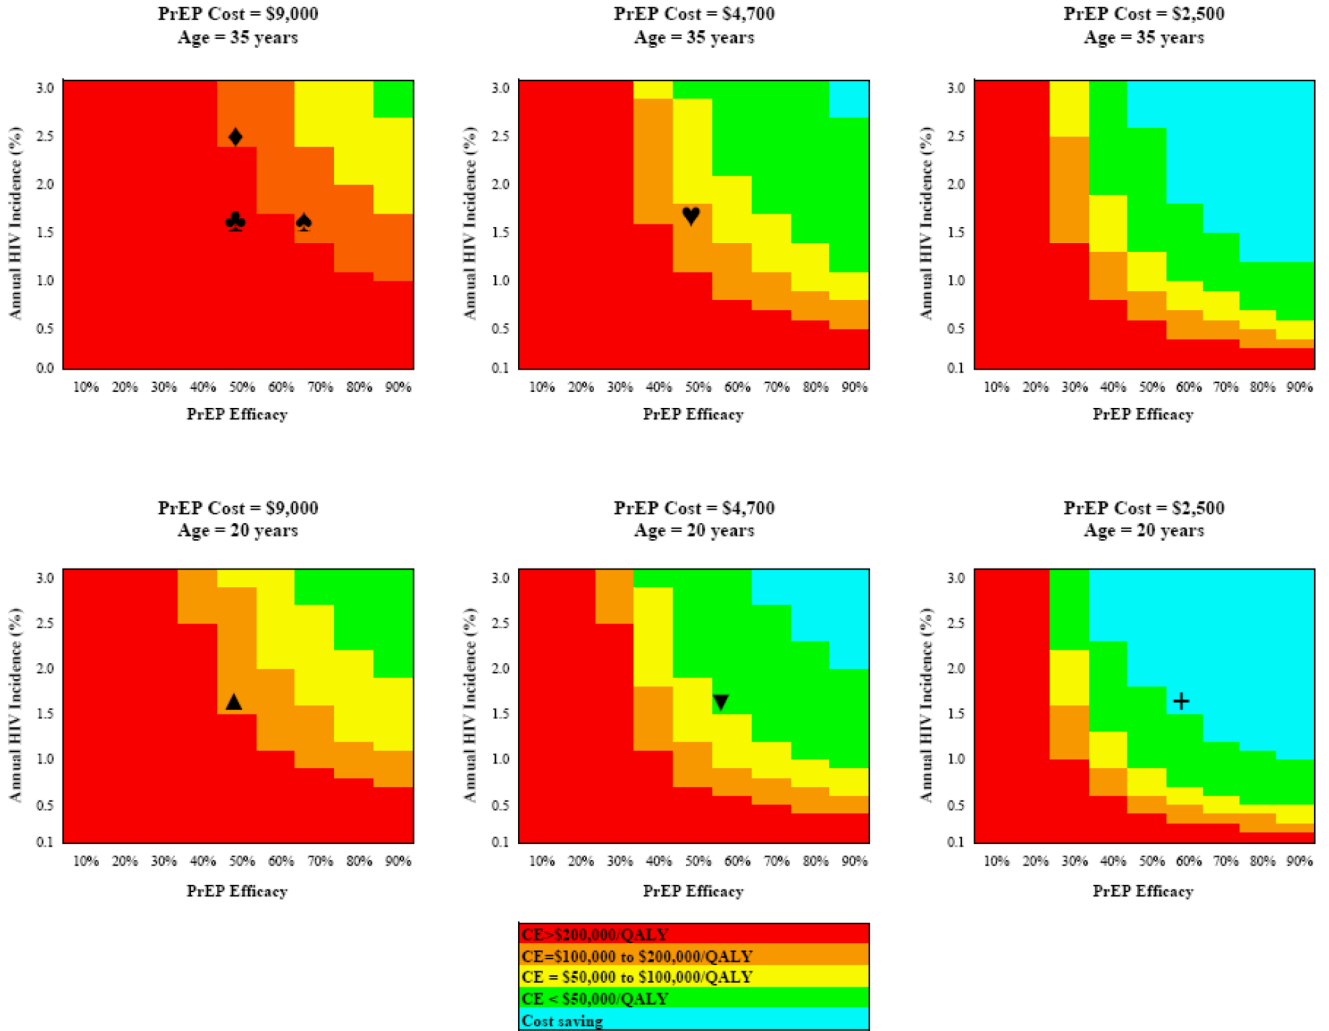 PrEP Cost = $9,000
Age = 35 years
Annual HIV Incidence (%)
3.0
2.5
2.0
1.5
1.0
0.5
0.0
10% 20% 30% 40% 50% 60% 70% 80% 90%
PrEP Efficacy
PrEP Cost = $4,700
Age = 35 years
Annual HIV Incidence (%)
3.0
2.5
2.0
1.5
1.0
0.5
0.1
10% 20% 30% 40% 50% 60% 70% 80% 90%
PrEP Efficacy
PrEP Cost = $2,500
Age = 35 years
Annual HIV Incidence (%)
3.0
2.5
2.0
1.5
1.0
0.5
0.1
10% 20% 30% 40% 50% 60% 70% 80% 90%
PrEP Efficacy
PrEP Cost = $9,000
Age = 20 years
Annual HIV Incidence (%)
3.0
2.5
2.0
1.5
1.0
0.5
0.1
10% 20% 30% 40% 50% 60% 70% 80% 90%
PrEP Efficacy
PrEP Cost = $4,700
Age = 20 years
Annual HIV Incidence (%)
3.0
2.5
2.0
1.5
1.0
0.5
0.1
10% 20% 30% 40% 50% 60% 70% 80% 90%
PrEP Efficacy
PrEP Cost = $2,500
Age = 20 years
Annual HIV Incidence (%)
3.0
2.5
2.0
1.5
1.0
0.5
0.1
10% 20% 30% 40% 50% 60% 70% 80% 90%
PrEP Efficacy
CE>$200,000/QALY
CE=$100,000 to $200,000/QALY
CE = $50,000 to $100,000/QALY
CE < $50,000/QALY
Cost saving